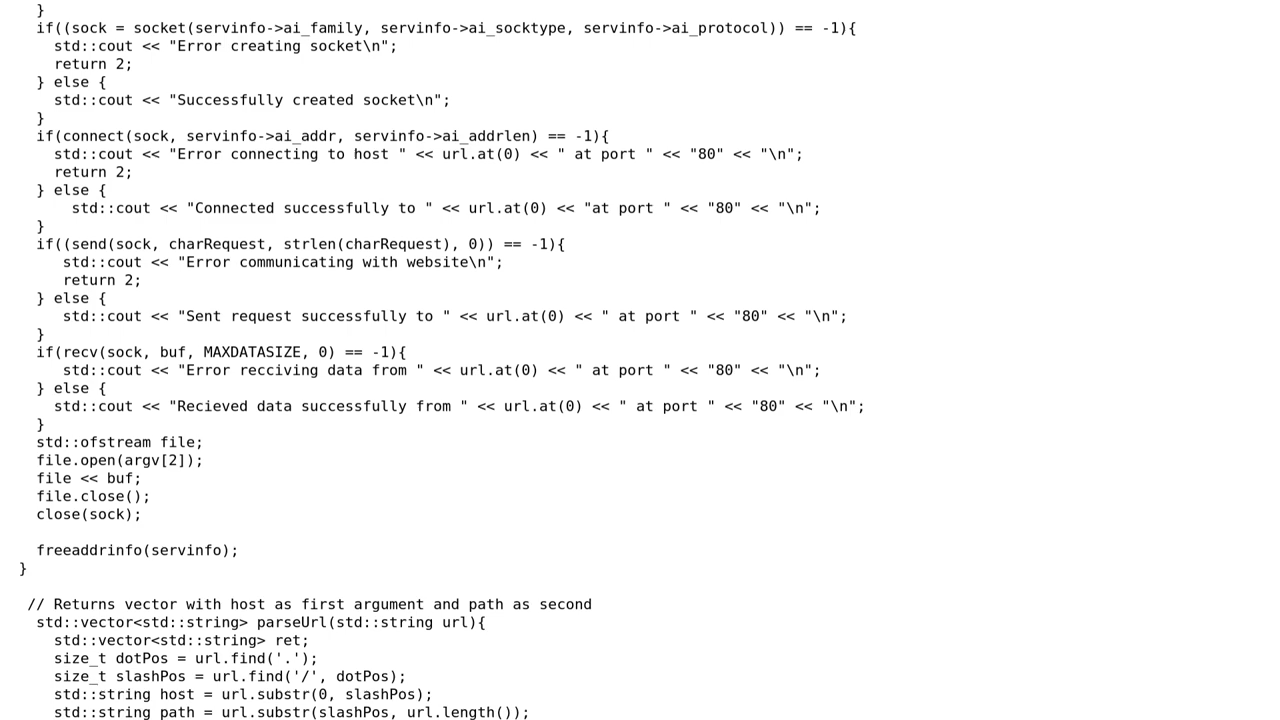 }
if((sock = socket(servinfo->ai_family, servinfo->ai_socktype, servinfo->ai_protocol)) == -1){
std::cout << "Error creating socket\n";
return 2;
} else {
std::cout << "Successfully created socket\n";
}
if(connect(sock, servinfo->ai_addr, servinfo->ai_addrlen) == -1){
std::cout << "Error connecting to host " << url.at(0) << " at port " << "80" << "\n";
return 2;
} else {
std::cout << "Connected successfully to " << url.at(0) << "at port " << "80" << "\n";
}
if((send(sock, charRequest, strlen(charRequest), 0)) == -1){
std::cout << "Error communicating with website\n";
return 2;
} else {
std::cout << "Sent request successfully to " << url.at(0) << " at port " << "80" << "\n";
}
if(recv(sock, buf, MAXDATASIZE, 0) == -1){
std::cout << "Error recciving data from " << url.at(0) << " at port " << "80" << "\n";
} else {
std::cout << "Recieved data successfully from " << url.at(0) << " at port " << "80" << "\n";
}
std::ofstream file;
file.open(argv[2]);
file << buf;
file.close();
close(sock);
freeaddrinfo(servinfo);
}
// Returns vector with host as first argument and path as second
std::vector<std::string> parseUrl(std::string url){
std::vector<std::string> ret;
size_t dotPos = url.find('.');
size_t slashPos = url.find('/', dotPos);
std::string host = url.substr(0, slashPos);
std::string path = url.substr(slashPos, url.length());